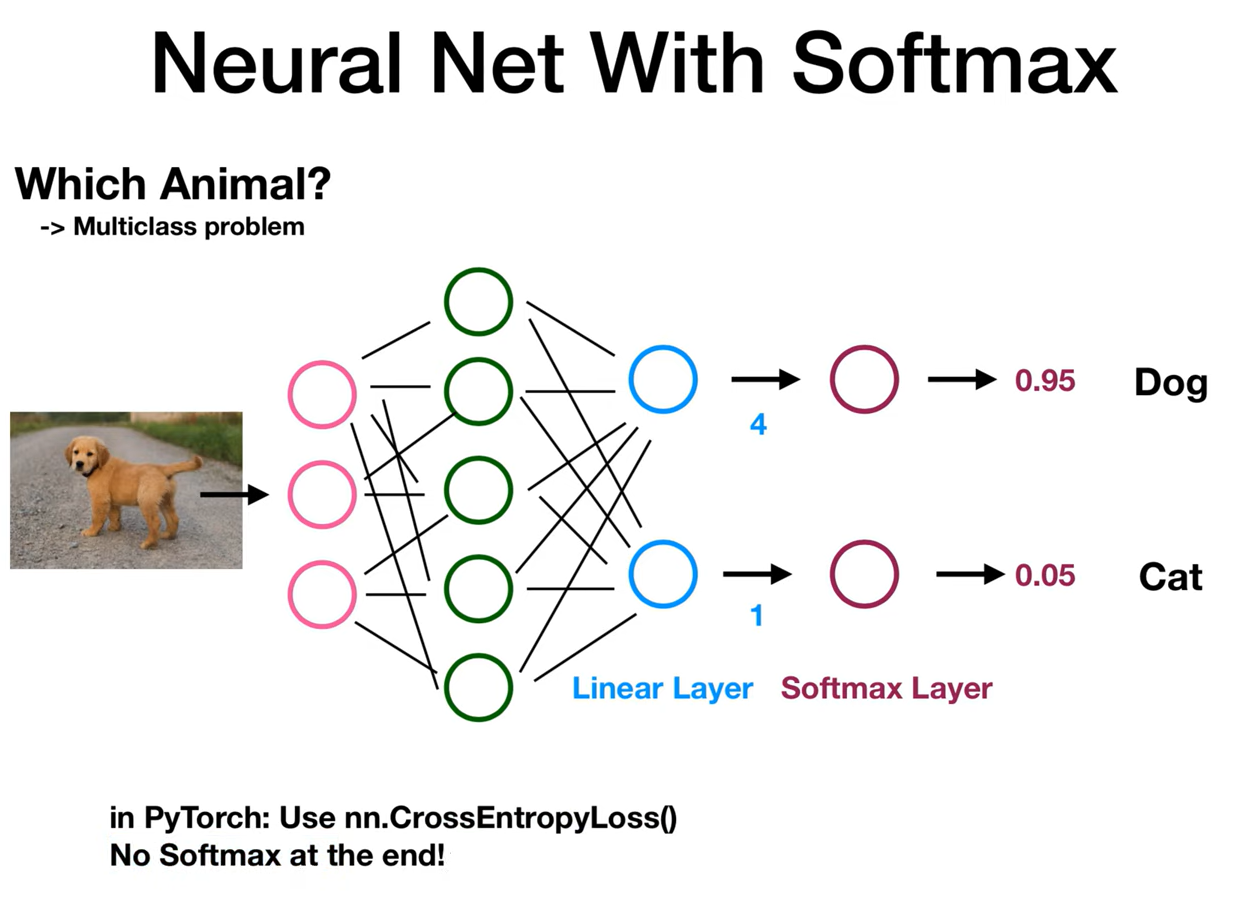 Neural Net With Softmax
Which Animal?
-> Multiclass problem
4
0.95
Dog
1
0.05
Cat
Linear Layer
Softmax Layer
in PyTorch: Use nn.CrossEntropyLoss()
No Softmax at the end!